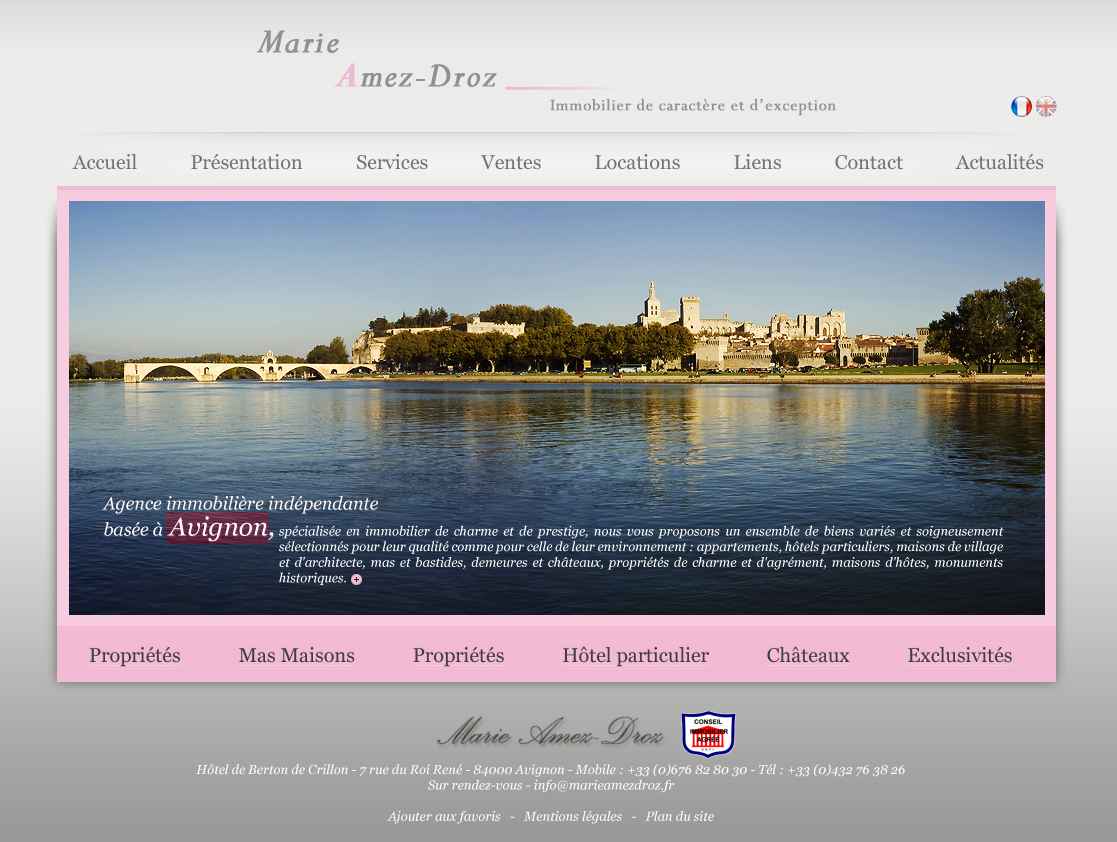 Marie
Amez-Droz
Immobilier de caractère et d'exception
Accueil Présentation Services Ventes Locations Liens Contact Actualités
Agence immobilière indépendante
basée à Avignon, spécialisée en immobilier de charme et de prestige, nous vous proposons un ensemble de biens variés et soigneusement
sélectionnés pour leur qualité comme pour celle de leur environnement : appartements, hôtels particuliers, maisons de village
et d'architecte, mas et bastides, demeures et châteaux, propriétés de charme et d'agrément, maisons d'hôtes, monuments
historiques.
Propriétés Mas Maisons Propriétés Hôtel particulier Châteaux Exclusivités
Marie Amez-Droz
CONSEIL
IMMOBILIER
AGRÉÉ
Hôtel de Berton de Crillon - 7 rue du Roi René - 84000 Avignon - Mobile : +33 (0)676 82 80 30 - Tél : +33 (0)432 76 38 26
Sur rendez-vous - info@marieamezdroz.fr
Ajouter aux favoris - Mentions légales - Plan du site